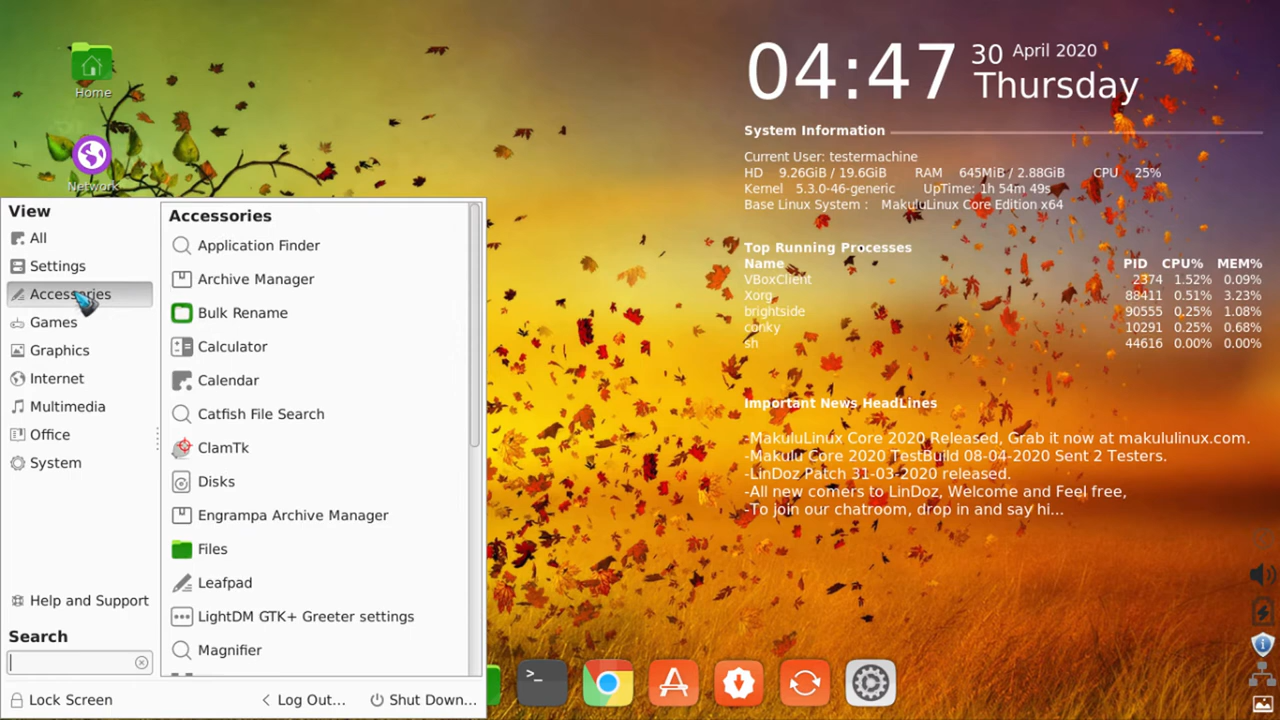 Home
Network
View
All
Settings
Accessories
Games
Graphics
Internet
Multimedia
Office
System
Help and Support
Search
Lock Screen
Log Out...
Shut Down...
Accessories
Application Finder
Archive Manager
Bulk Rename
Calculator
Calendar
Catfish File Search
ClamTk
Disks
Engrampa Archive Manager
Files
Leafpad
LightDM GTK+ Greeter settings
Magnifier
>_
04:47 30 April 2020
Thursday
System Information
Current User: testermachine
HD 9.26GiB / 19.6GiB RAM 645MiB / 2.88GiB CPU 25%
Kernel 5.3.0-46-generic UpTime: 1h 54m 49s
Base Linux System : MakuluLinux Core Edition x64
Top Running Processes
Name PID CPU% MEM%
VBoxClient 2374 1.52% 0.09%
Xorg 88411 0.51% 3.23%
brightside 90555 0.25% 1.08%
conky 10291 0.25% 0.68%
sh 44616 0.00% 0.00%
Important News HeadLines
-MakuluLinux Core 2020 Released, Grab it now at makululinux.com.
-Makulu Core 2020 TestBuild 08-04-2020 Sent 2 Testers.
-LinDoz Patch 31-03-2020 released.
-All new comers to LinDoz, Welcome and Feel free,
-To join our chatroom, drop in and say hi...